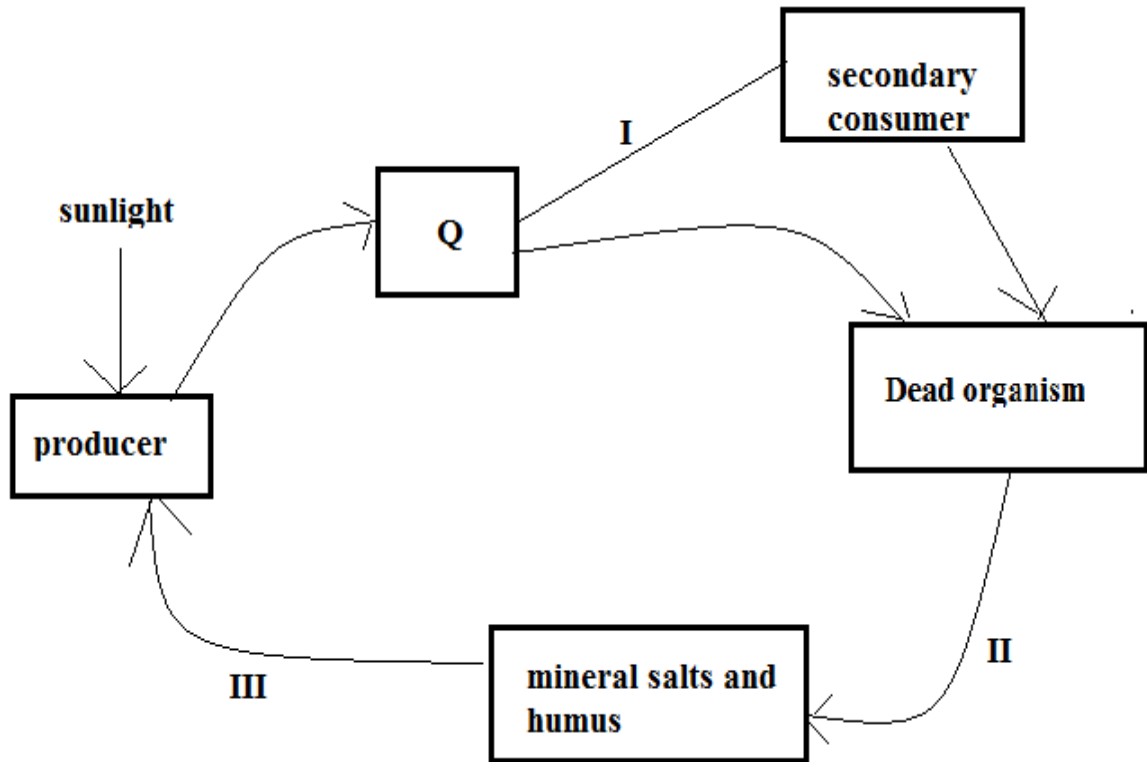 secondary
consumer
I
sunlight
Q
Dead organism
producer
II
mineral salts and
humus
III